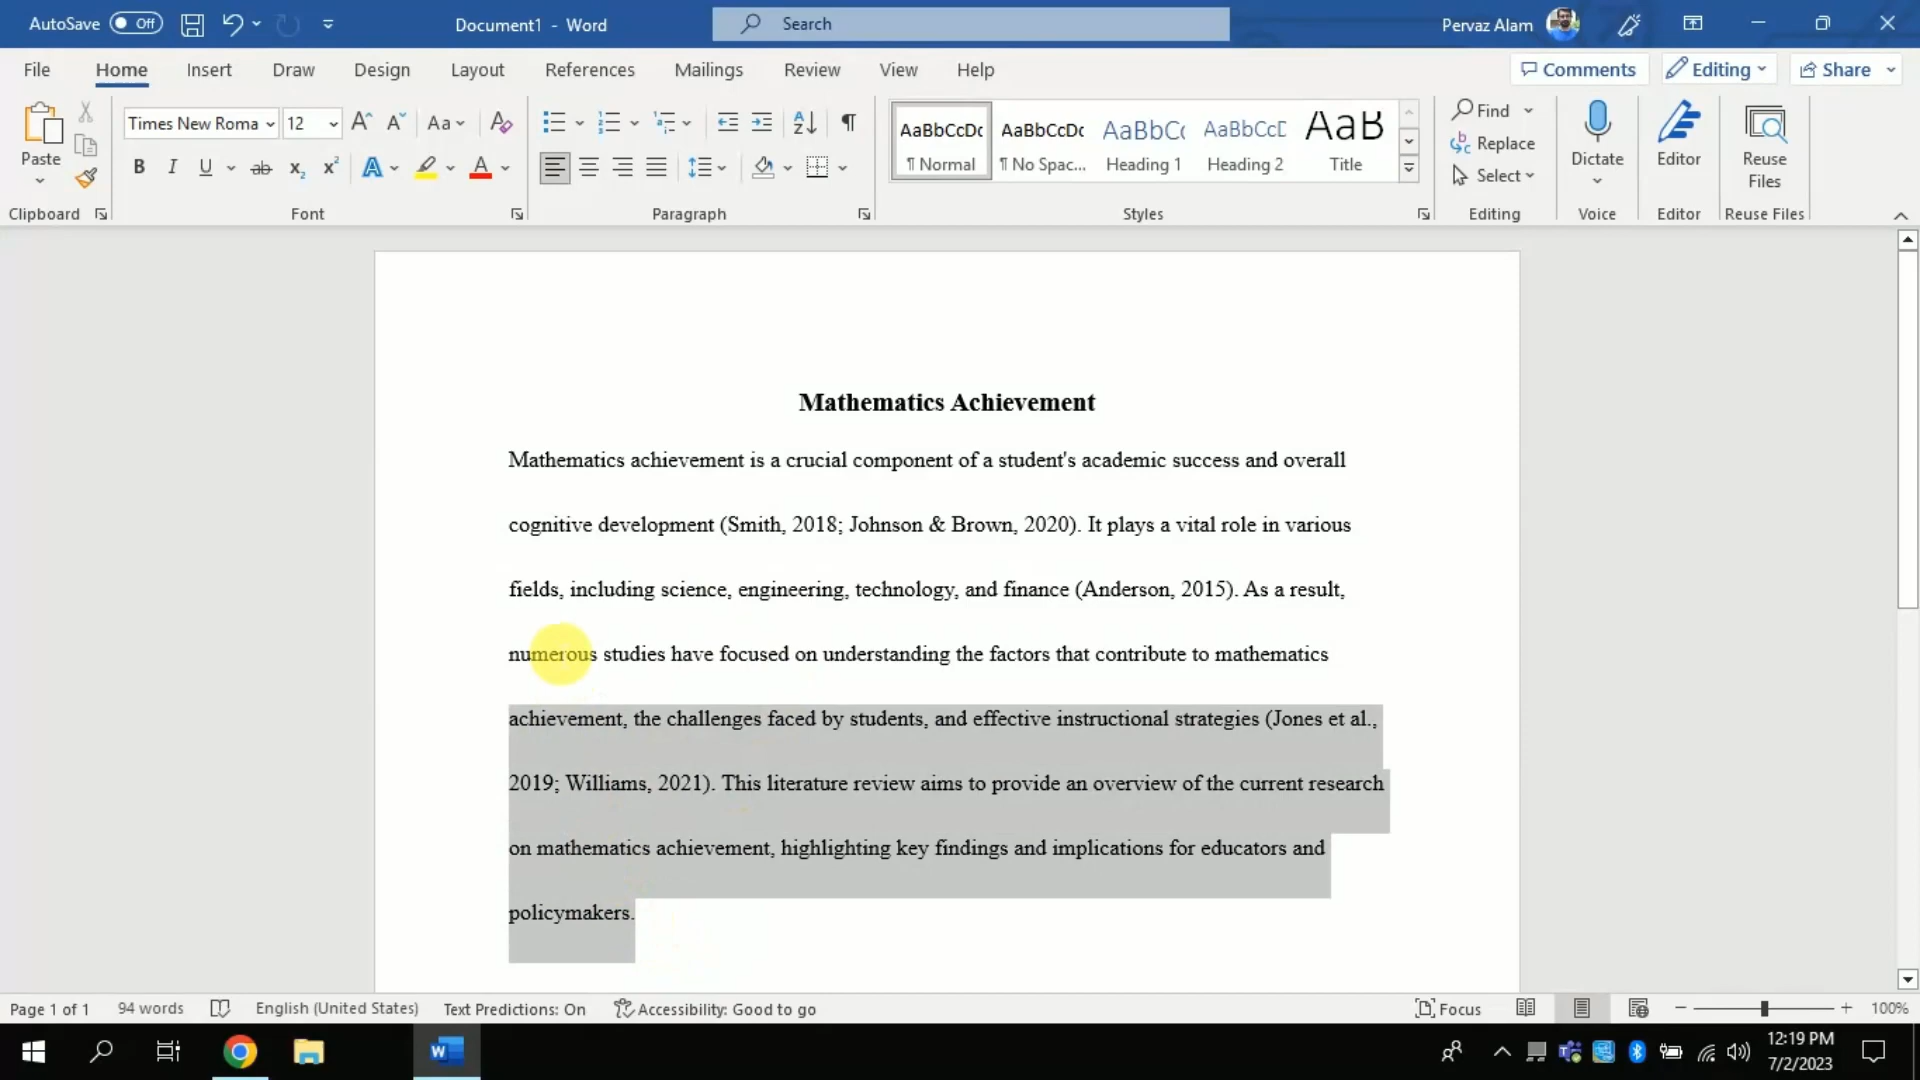 AutoSave Off
Document1 - Word
Search
Pervaz Alam
File Home Insert Draw Design Layout References Mailings Review View Help
Comments Editing Share
Paste
Clipboard
Times New Roma 12 Aa
B I U ab x₂ x² A A
Font
Paragraph
AaBbCcDc AaBbCcDc AaBbC AaBbCcD AaB
¶ Normal ¶ No Spac... Heading 1 Heading 2 Title
Styles
Find
Replace
Select
Editing
Dictate
Voice
Editor
Editor
Reuse
Files
Reuse Files
Mathematics Achievement
Mathematics achievement is a crucial component of a student's academic success and overall
cognitive development (Smith, 2018; Johnson & Brown, 2020). It plays a vital role in various
fields, including science, engineering, technology, and finance (Anderson, 2015). As a result,
numerous studies have focused on understanding the factors that contribute to mathematics
achievement, the challenges faced by students, and effective instructional strategies (Jones et al.,
2019; Williams, 2021). This literature review aims to provide an overview of the current research
on mathematics achievement, highlighting key findings and implications for educators and
policymakers.
Page 1 of 1 94 words English (United States) Text Predictions: On Accessibility: Good to go
Focus 100%
12:19 PM
7/2/2023